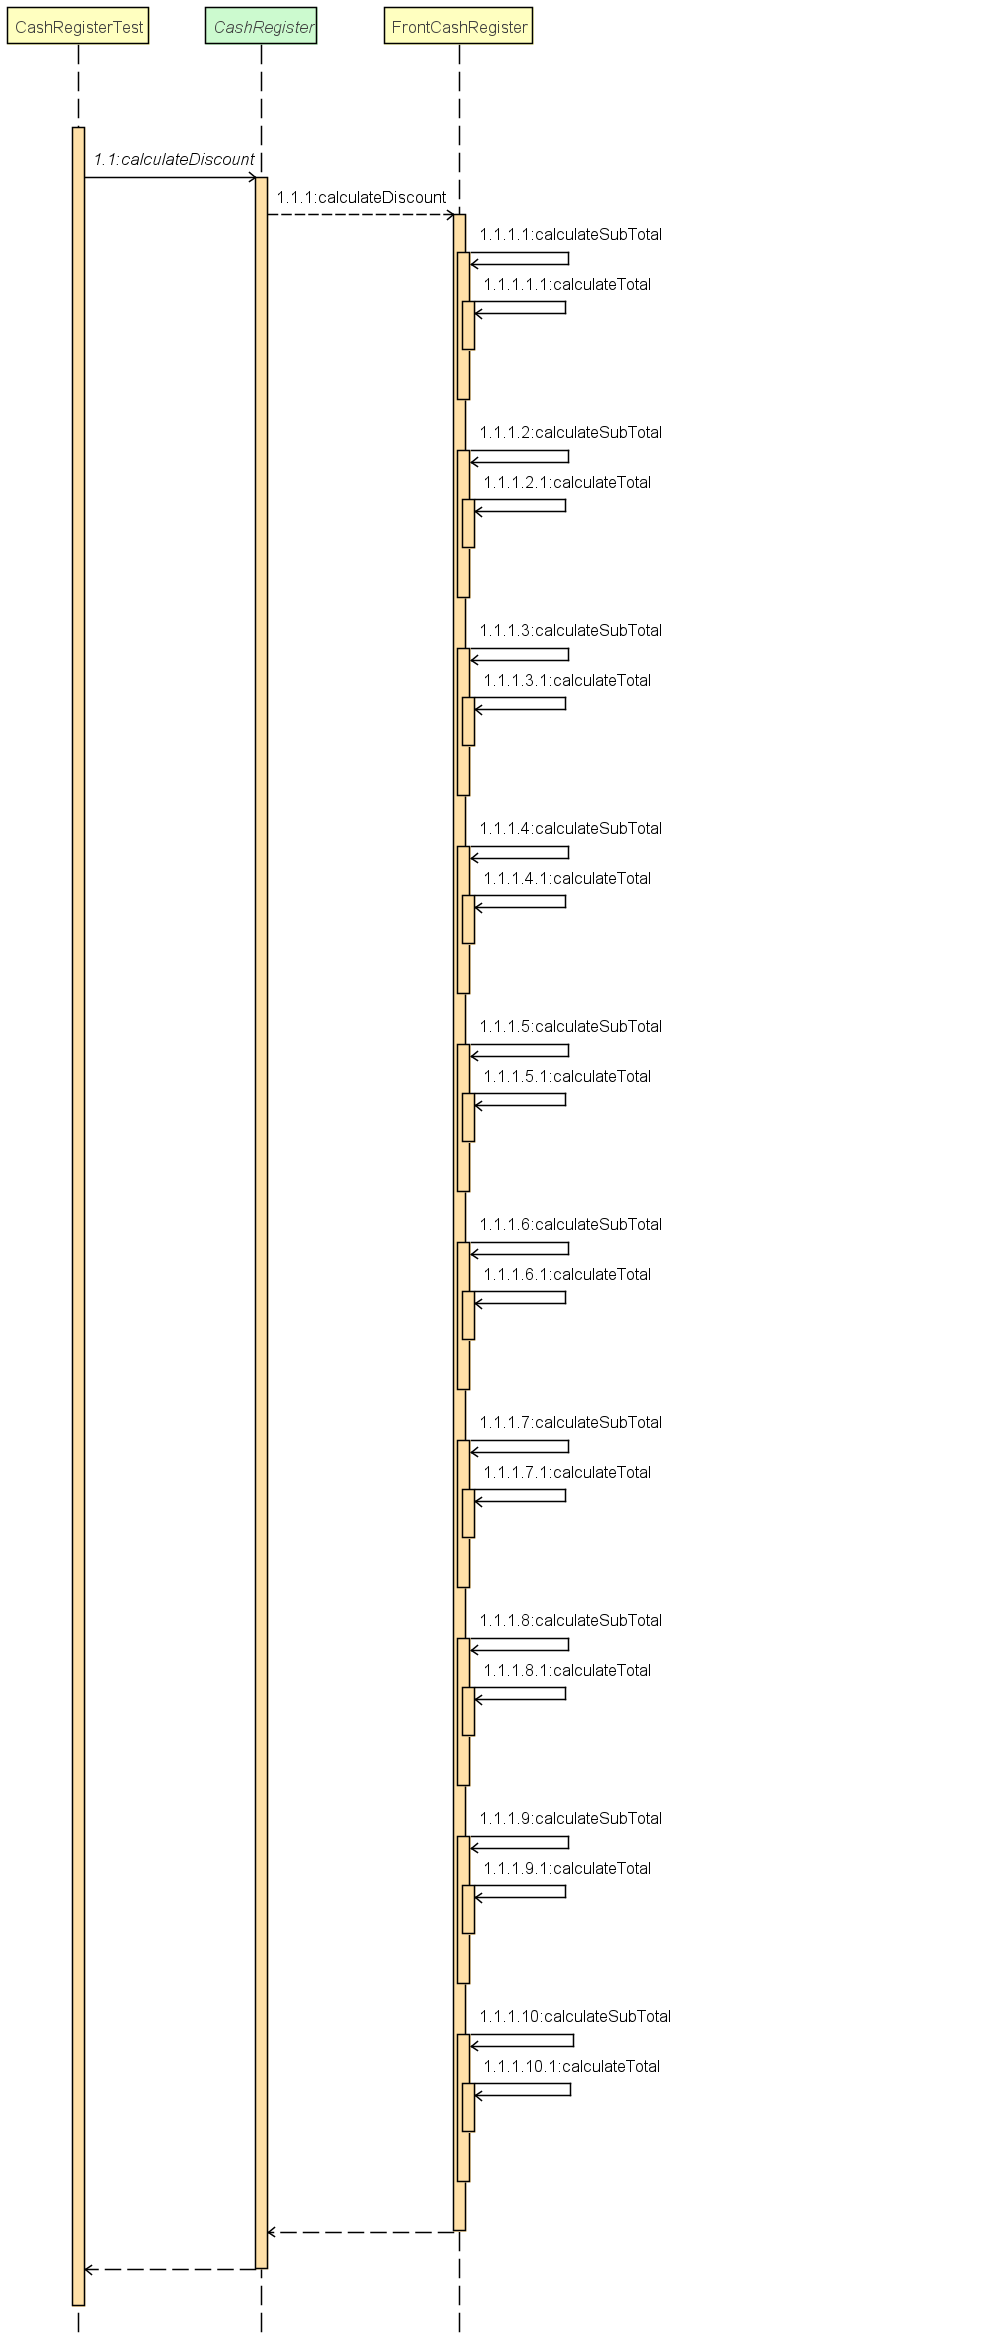 CashRegisterTest
CashRegister
FrontCashRegister
1.1:calculateDiscount
1.1.1:calculateDiscount
1.1.1.1:calculateSubTotal
1.1.1.1.1:calculateTotal
1.1.1.2:calculateSubTotal
1.1.1.2.1:calculateTotal
1.1.1.3:calculateSubTotal
1.1.1.3.1:calculateTotal
1.1.1.4:calculateSubTotal
1.1.1.4.1:calculateTotal
1.1.1.5:calculateSubTotal
1.1.1.5.1:calculateTotal
1.1.1.6:calculateSubTotal
1.1.1.6.1:calculateTotal
1.1.1.7:calculateSubTotal
1.1.1.7.1:calculateTotal
1.1.1.8:calculateSubTotal
1.1.1.8.1:calculateTotal
1.1.1.9:calculateSubTotal
1.1.1.9.1:calculateTotal
1.1.1.10:calculateSubTotal
1.1.1.10.1:calculateTotal